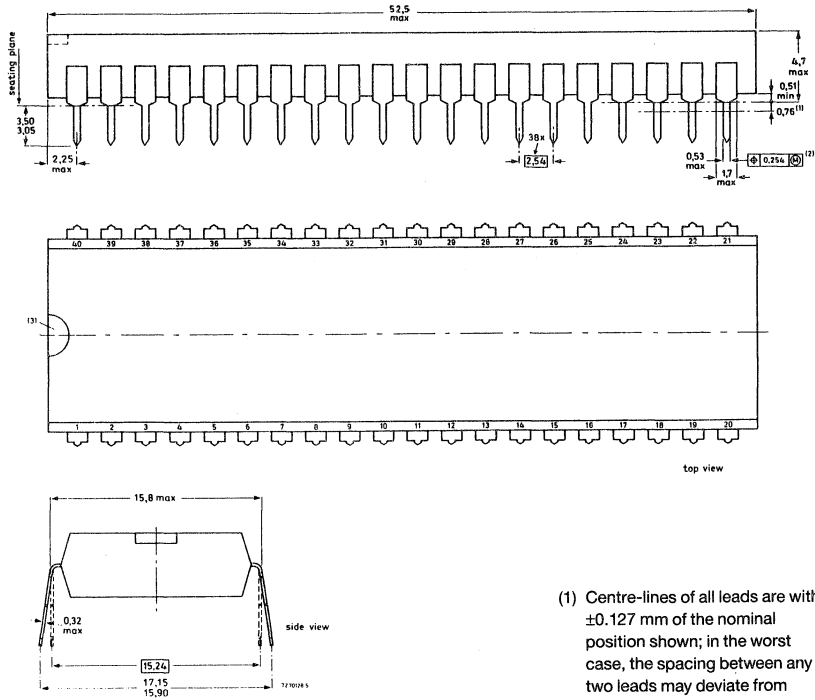 52,5
max
seating plane
4,7
max
0,51
min
0,76(1)
3,50
3,05
2,25
max
38x
2,54
0,53
max
1,7
max
⌖ 0,254 Ⓜ (2)
40 39 38 37 36 35 34 33 32 31 30 29 28 27 26 25 24 23 22 21
(3)
1 2 3 4 5 6 7 8 9 10 11 12 13 14 15 16 17 18 19 20
top view
15,8 max
0,32
max
side view
15,24
17,15
15,90
7270128.5
(1) Centre-lines of all leads are with
±0.127 mm of the nominal
position shown; in the worst
case, the spacing between any
two leads may deviate from